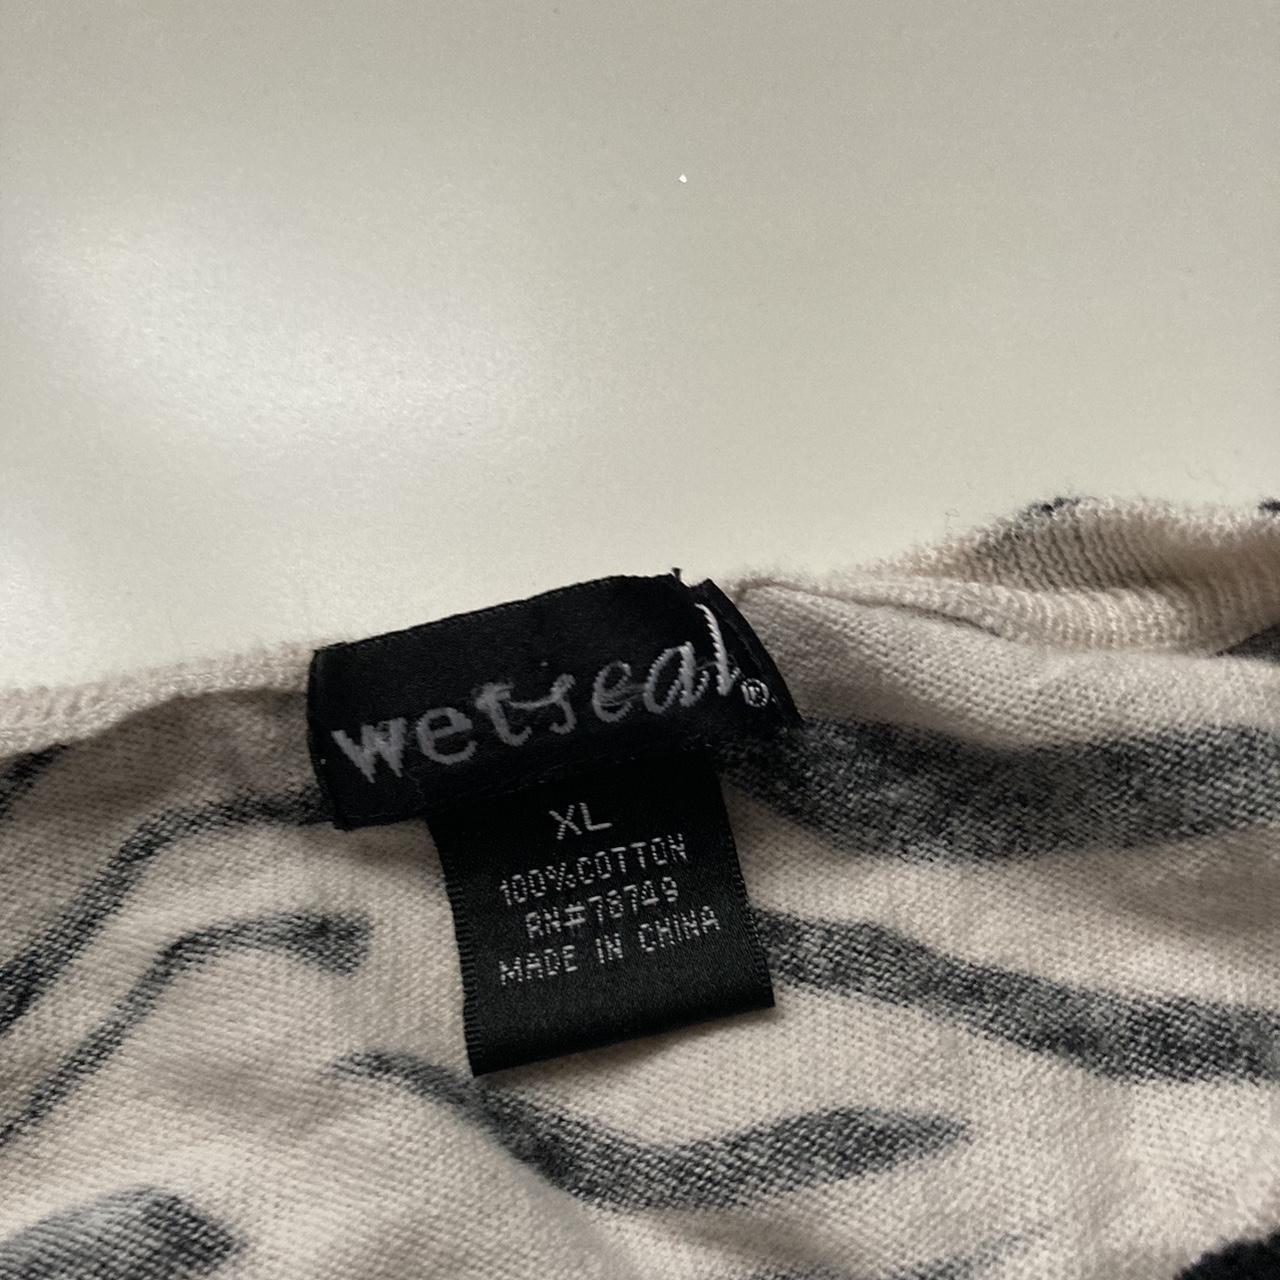 wetseal®
XL
100%COTTON
RN#78749
MADE IN CHINA